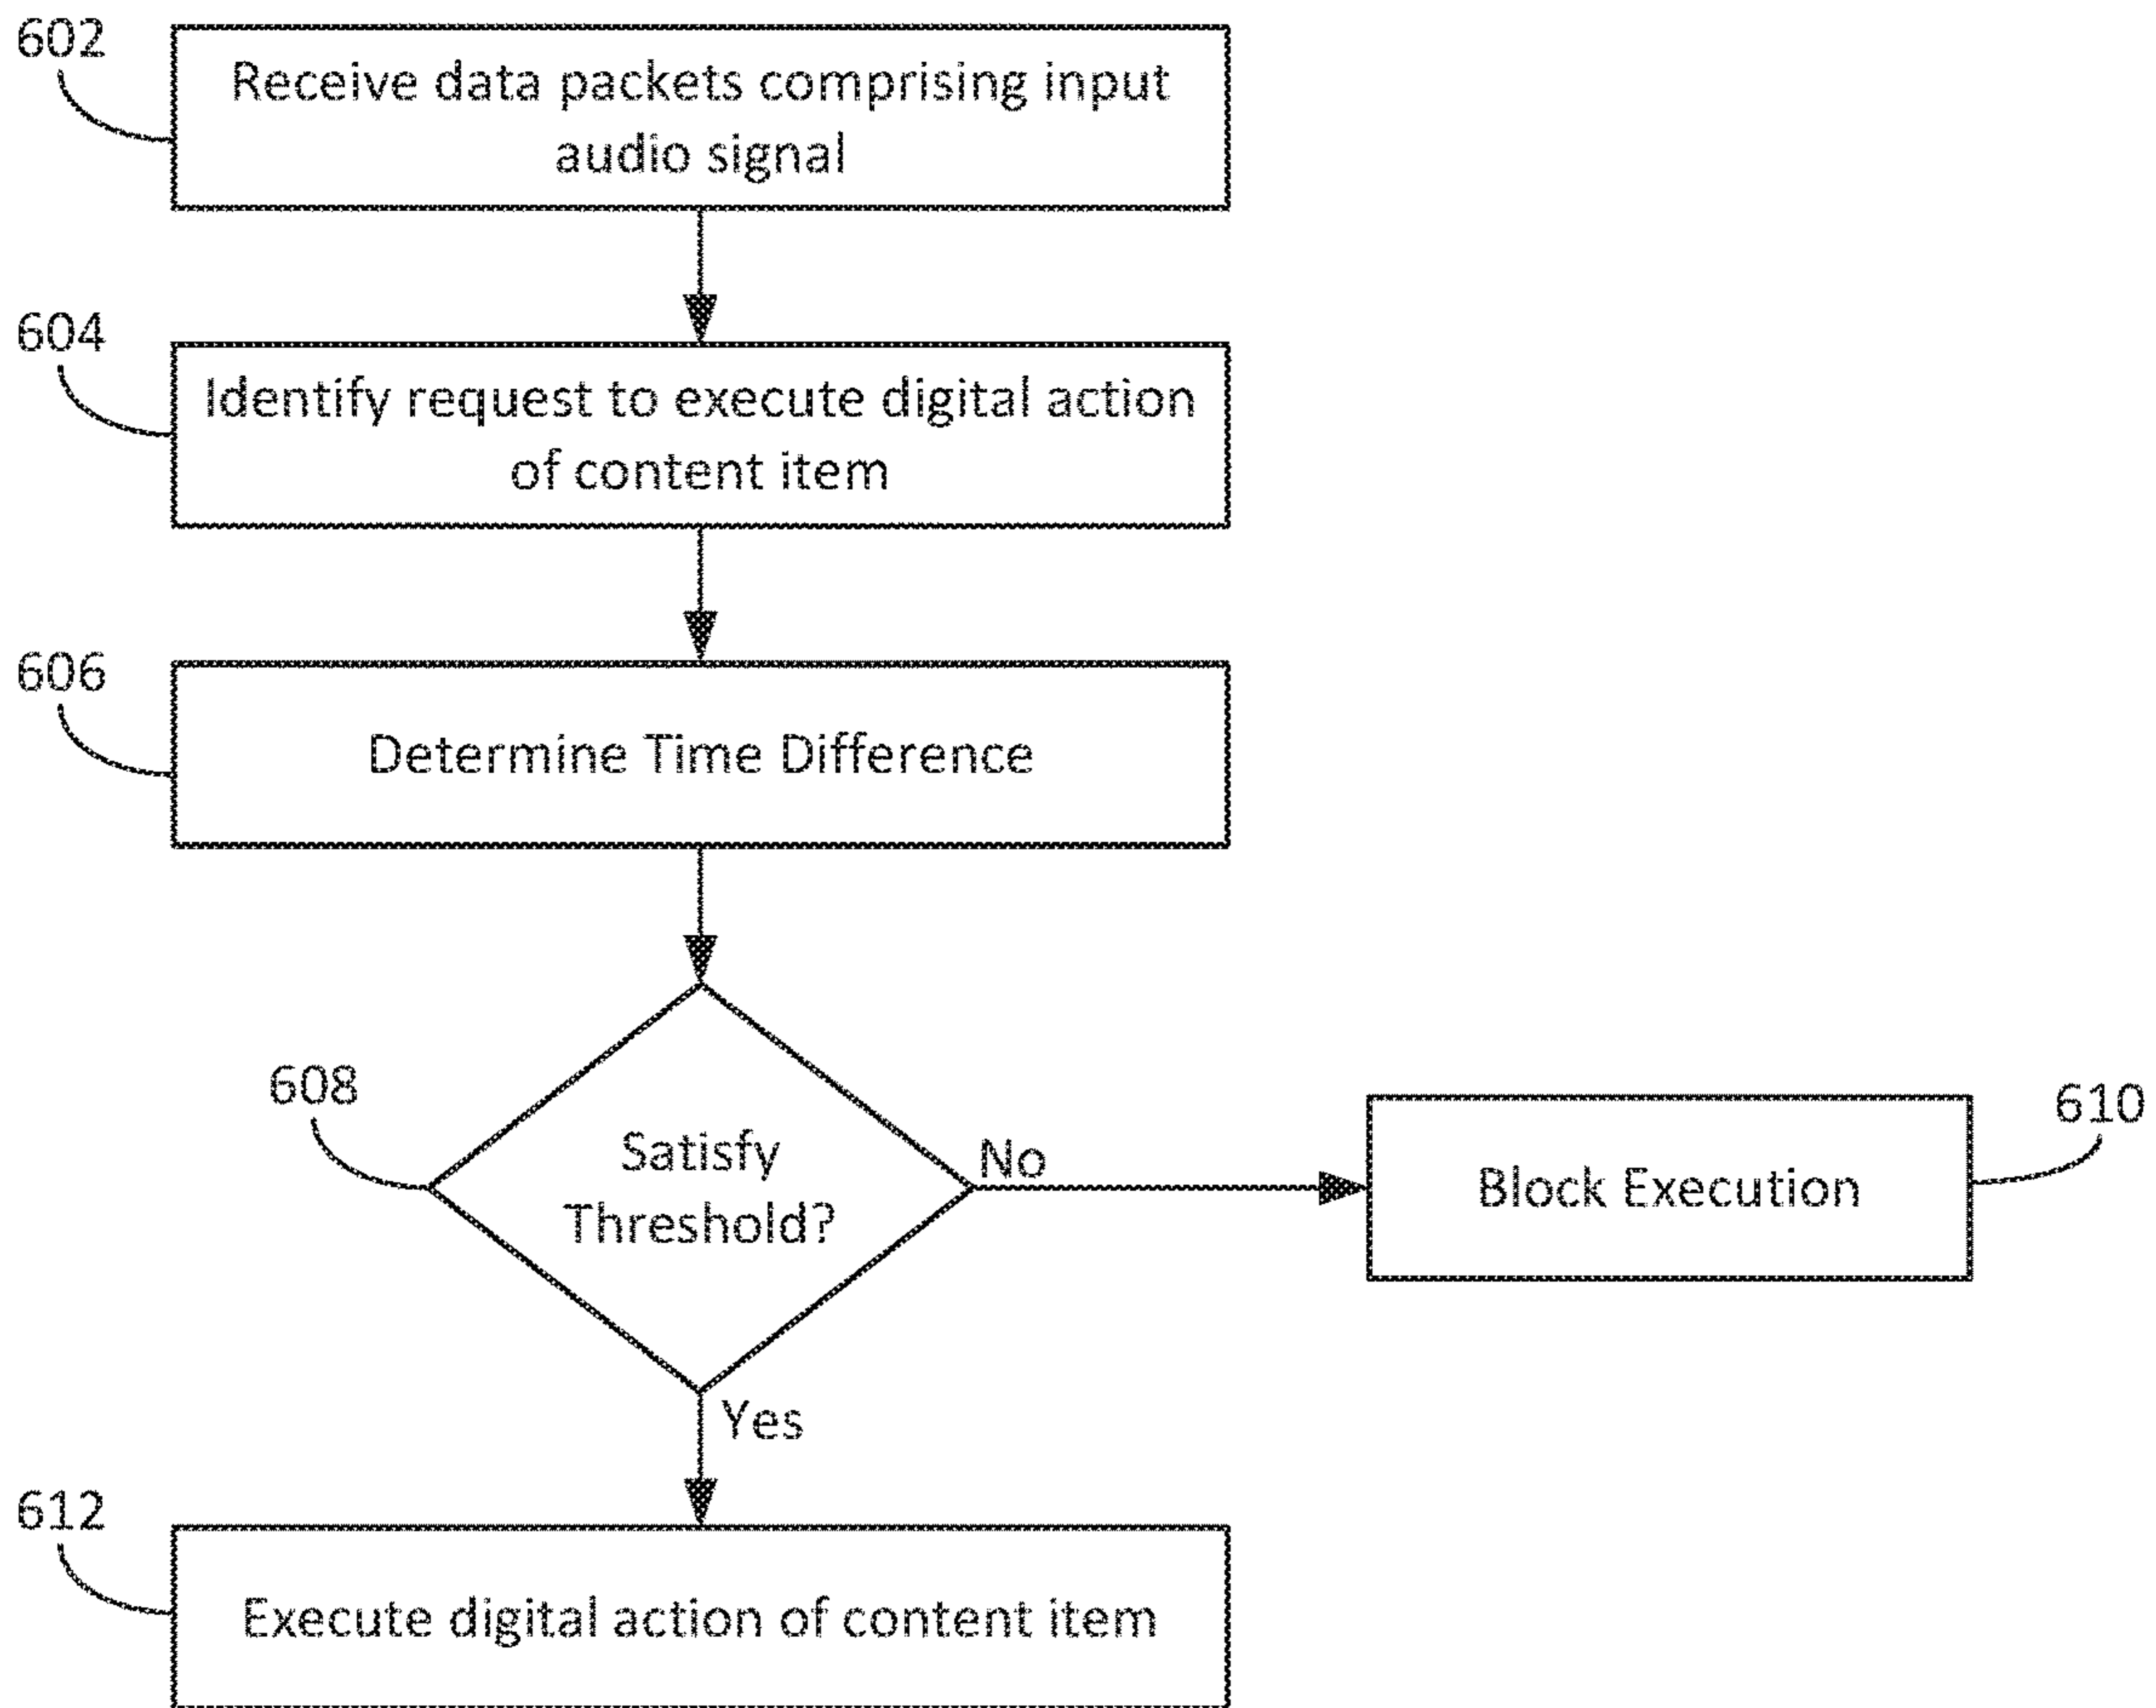 602
Receive data packets comprising input
audio signal
604
Identify request to execute digital action
of content item
606
Determine Time Difference
608
Satisfy
Threshold?
No
Block Execution
610
Yes
612
Execute digital action of content item